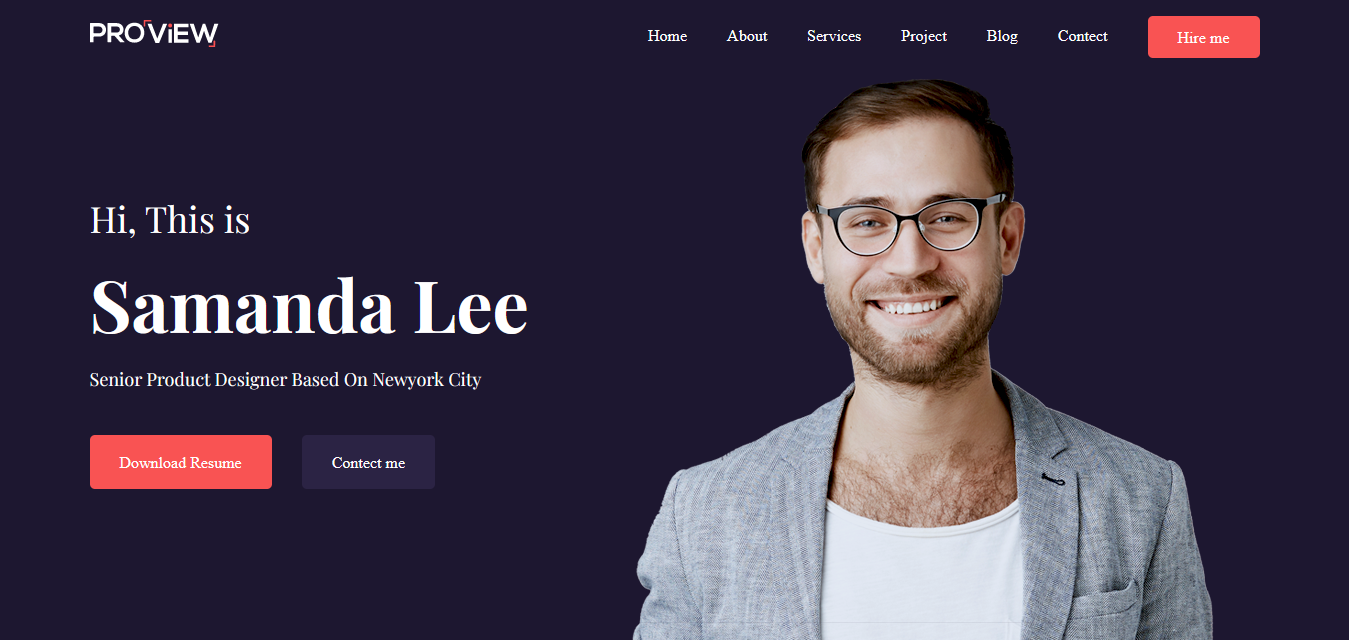 PROViEW
Home About Services Project Blog Contect Hire me
Hi, This is
Samanda Lee
Senior Product Designer Based On Newyork City
Download Resume Contect me